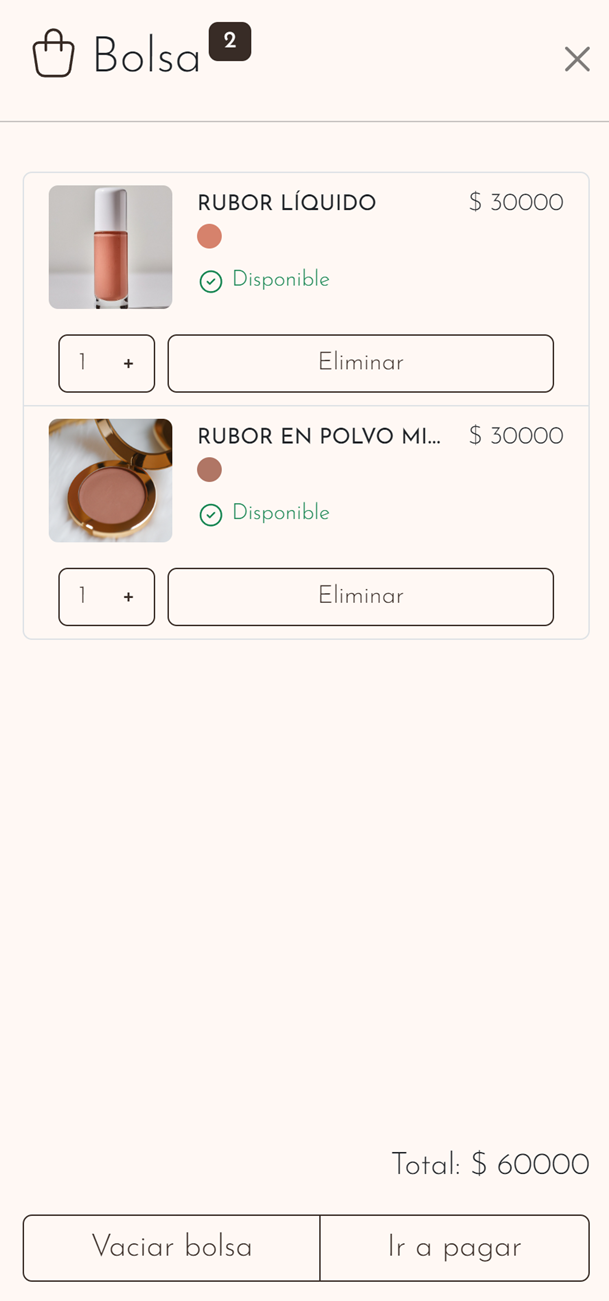 Bolsa 2
RUBOR LÍQUIDO $ 30000
Disponible
1 + Eliminar
RUBOR EN POLVO MI... $ 30000
Disponible
1 + Eliminar
Total: $ 60000
Vaciar bolsa Ir a pagar